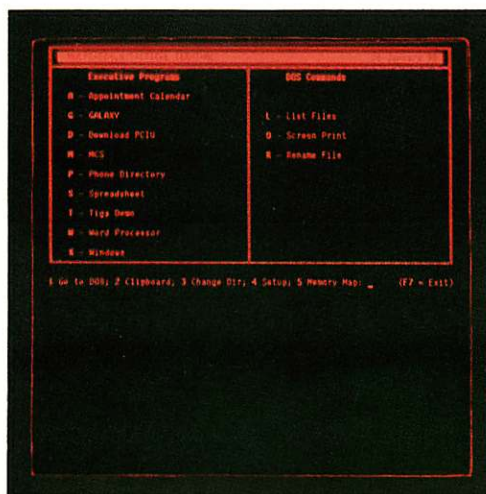 Executive Programs
A - Appointment Calendar
G - GALAXY
D - Download PCIU
M - MCS
P - Phone Directory
S - Spreadsheet
T - Tiga Demo
W - Word Processor
X - Windows
DOS Commands
L - List Files
O - Screen Print
R - Rename File
1 Go to DOS; 2 Clipboard; 3 Change Dir; 4 Setup; 5 Memory Map: _ (F7 = Exit)